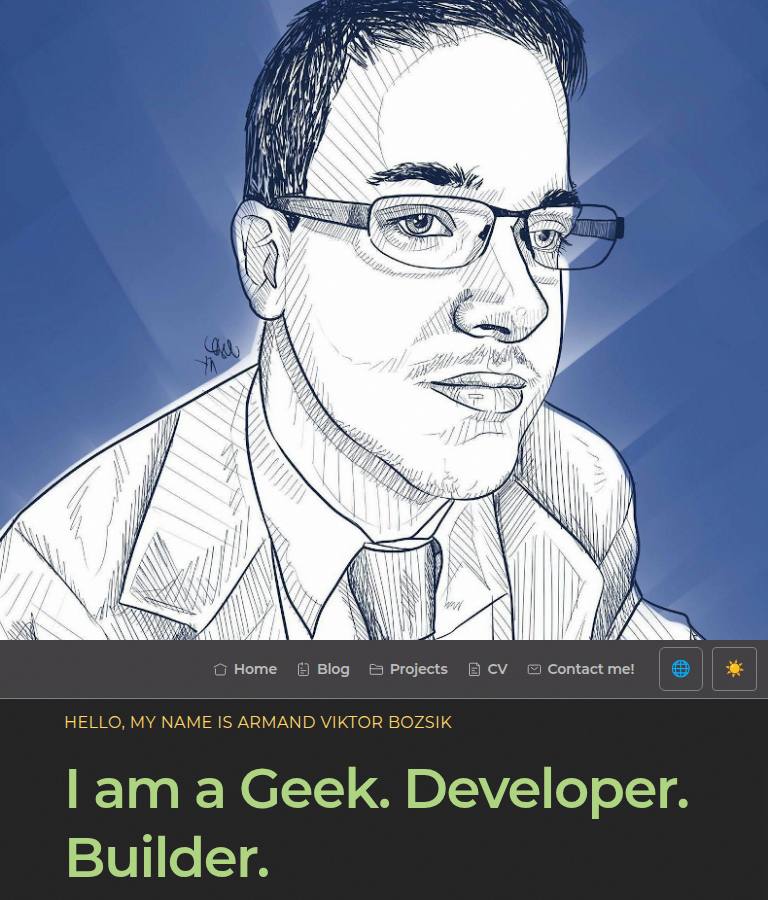 Home Blog Projects CV Contact me!
HELLO, MY NAME IS ARMAND VIKTOR BOZSIK
I am a Geek. Developer.
Builder.